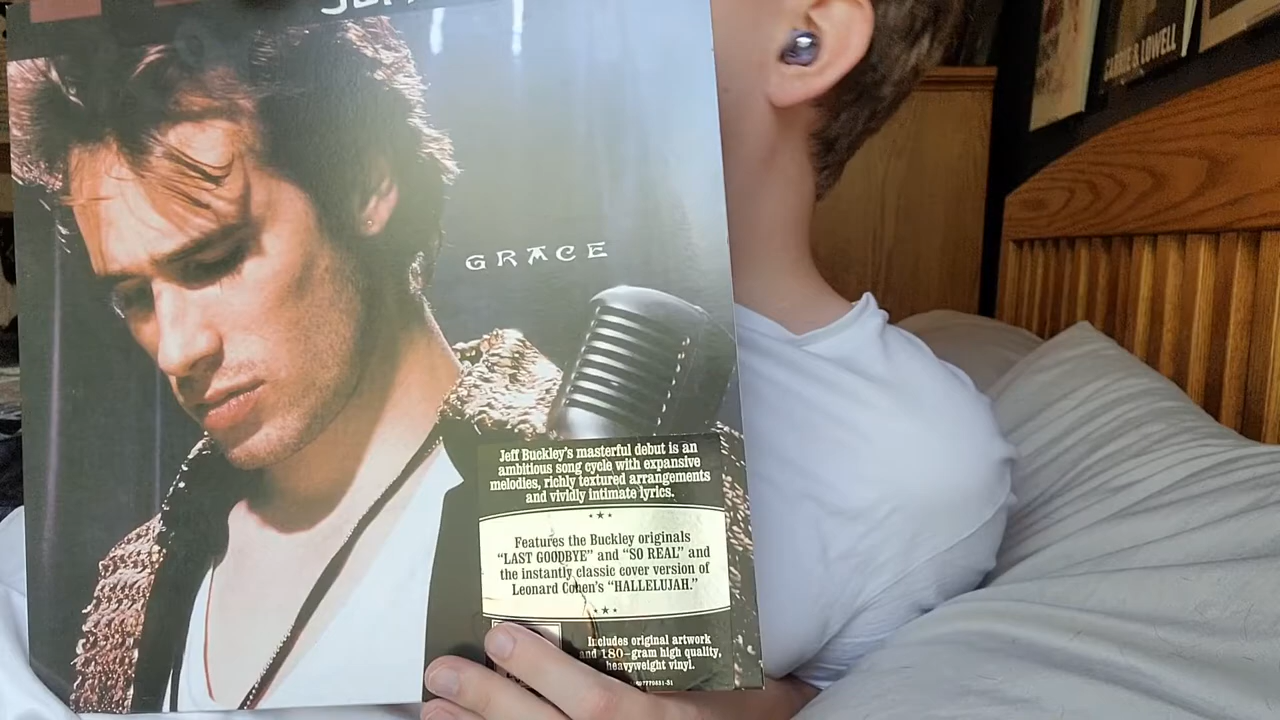 CARRIE & LOWELL
GRACE
Jeff Buckley's masterful debut is an
ambitious song cycle with expansive
melodies, richly textured arrangements
and vividly intimate lyrics.
Features the Buckley originals
"LAST GOODBYE" and "SO REAL" and
the instantly classic cover version of
Leonard Cohen's "HALLELUJAH."
Includes original artwork
and 180-gram high quality,
heavyweight vinyl.